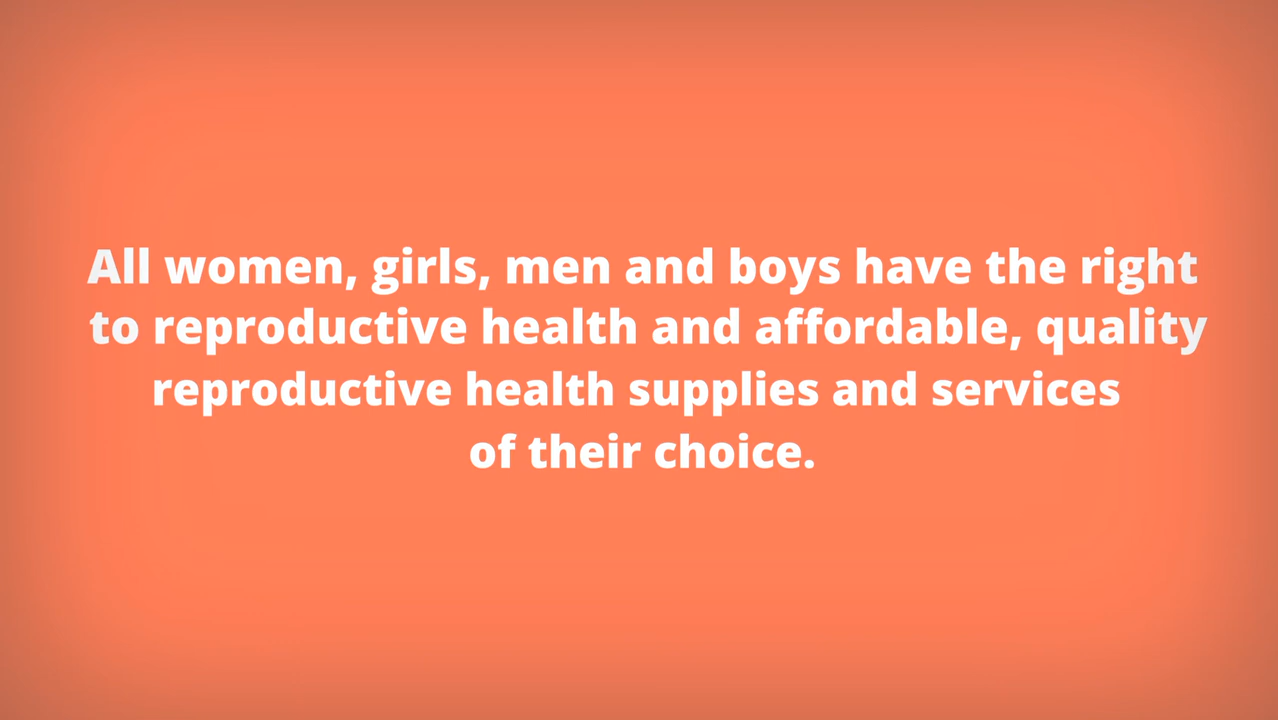 All women, girls, men and boys have the right
to reproductive health and affordable, quality
reproductive health supplies and services
of their choice.